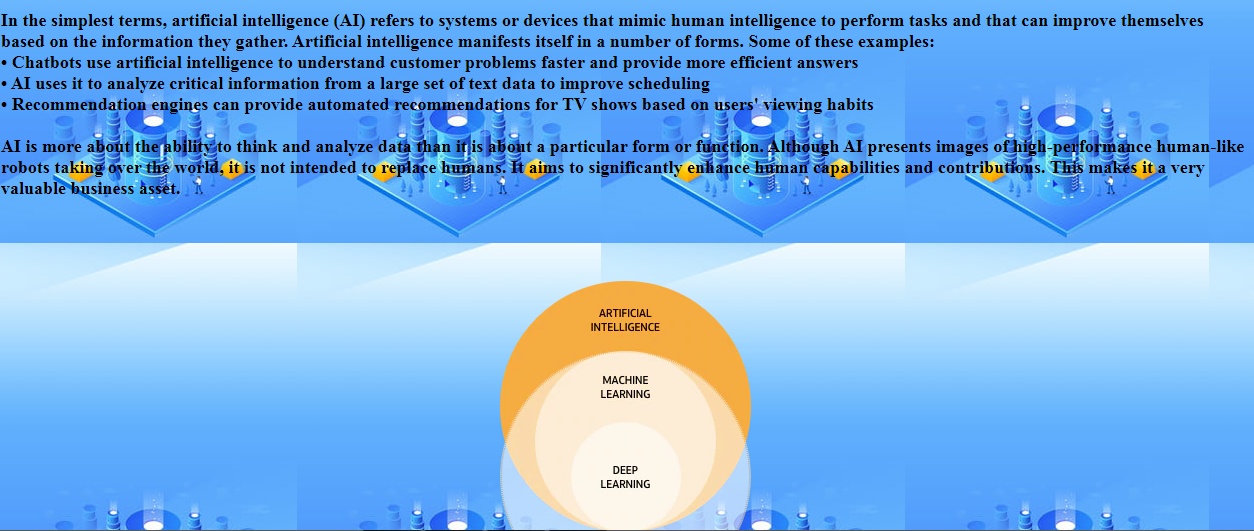 In the simplest terms, artificial intelligence (AI) refers to systems or devices that mimic human intelligence to perform tasks and that can improve themselves
based on the information they gather. Artificial intelligence manifests itself in a number of forms. Some of these examples:
• Chatbots use artificial intelligence to understand customer problems faster and provide more efficient answers
• AI uses it to analyze critical information from a large set of text data to improve scheduling
• Recommendation engines can provide automated recommendations for TV shows based on users' viewing habits
AI is more about the ability to think and analyze data than it is about a particular form or function. Although AI presents images of high-performance human-like
robots taking over the world, it is not intended to replace humans. It aims to significantly enhance human capabilities and contributions. This makes it a very
valuable business asset.
ARTIFICIAL
INTELLIGENCE
MACHINE
LEARNING
DEEP
LEARNING